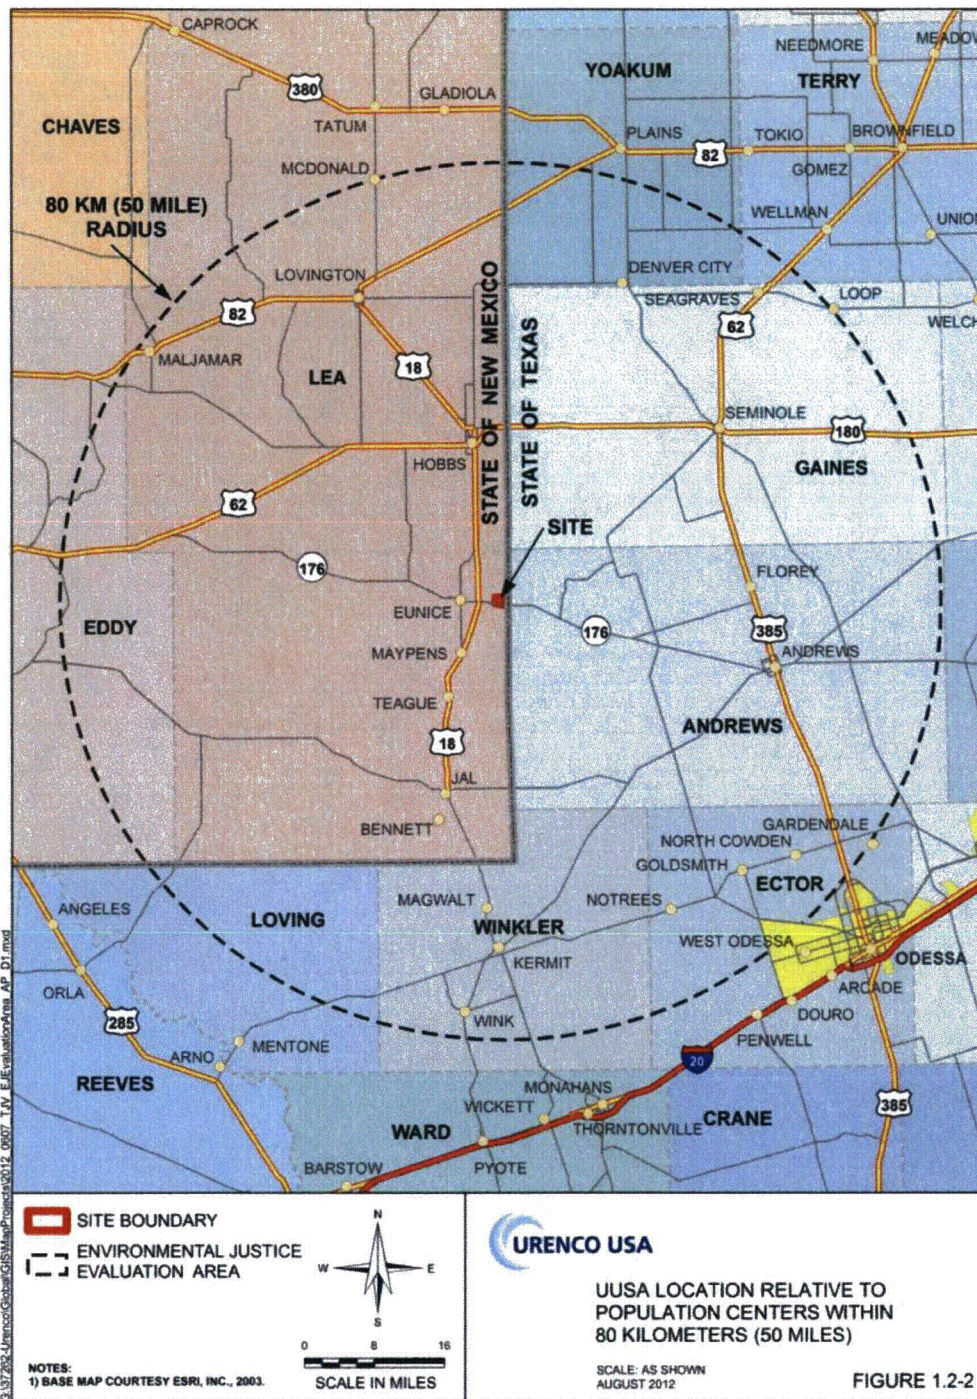 CAPROCK
380
GLADIOLA
TATUM
CHAVES
MCDONALD
80 KM (50 MILE)
RADIUS
LOVINGTON
82
MALJAMAR
LEA
18
HOBBS
62
176
EUNICE
EDDY
MAYPENS
TEAGUE
18
JAL
BENNETT
STATE OF NEW MEXICO
STATE OF TEXAS
SITE
YOAKUM
NEEDMORE
MEADOW
TERRY
PLAINS
82
TOKIO
BROWNFIELD
GOMEZ
WELLMAN
UNION
DENVER CITY
SEAGRAVES
LOOP
62
WELCH
SEMINOLE
180
GAINES
FLOREY
176
385
ANDREWS
ANDREWS
GARDENDALE
NORTH COWDEN
GOLDSMITH
ECTOR
NOTREES
WEST ODESSA
ODESSA
ARCADE
DOURO
PENWELL
20
ANGELES
LOVING
MAGWALT
WINKLER
KERMIT
ORLA
285
WINK
ARNO
MENTONE
REEVES
MONAHANS
WICKETT
THORNTONVILLE
CRANE
385
WARD
PYOTE
BARSTOW
SITE BOUNDARY
ENVIRONMENTAL JUSTICE
EVALUATION AREA
N
W
E
S
0 8 16
SCALE IN MILES
NOTES:
1) BASE MAP COURTESY ESRI, INC., 2003.
URENCO USA
UUSA LOCATION RELATIVE TO
POPULATION CENTERS WITHIN
80 KILOMETERS (50 MILES)
SCALE: AS SHOWN
AUGUST 2012
FIGURE 1.2-2